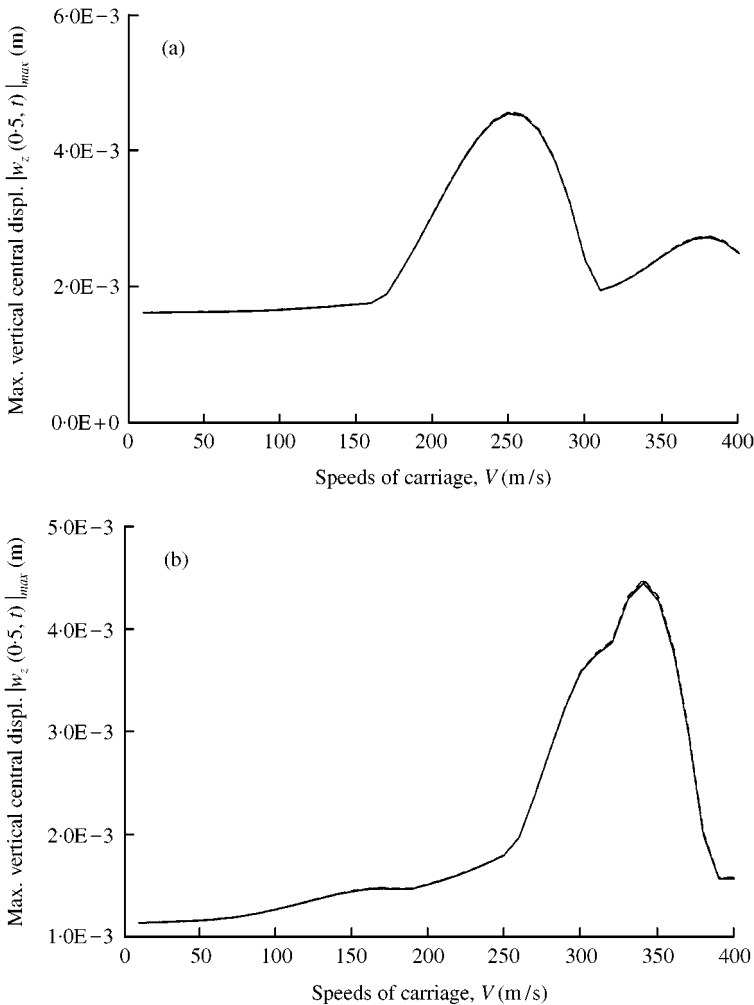 6·0E−3
(a)
4·0E−3
2·0E−3
0·0E+0
Max. vertical central displ. |w_z (0·5, t) |_max (m)
0 50 100 150 200 250 300 350 400
Speeds of carriage, V (m/s)
5·0E−3
(b)
4·0E−3
3·0E−3
2·0E−3
1·0E−3
Max. vertical central displ. |w_z (0·5, t) |_max (m)
0 50 100 150 200 250 300 350 400
Speeds of carriage, V (m/s)